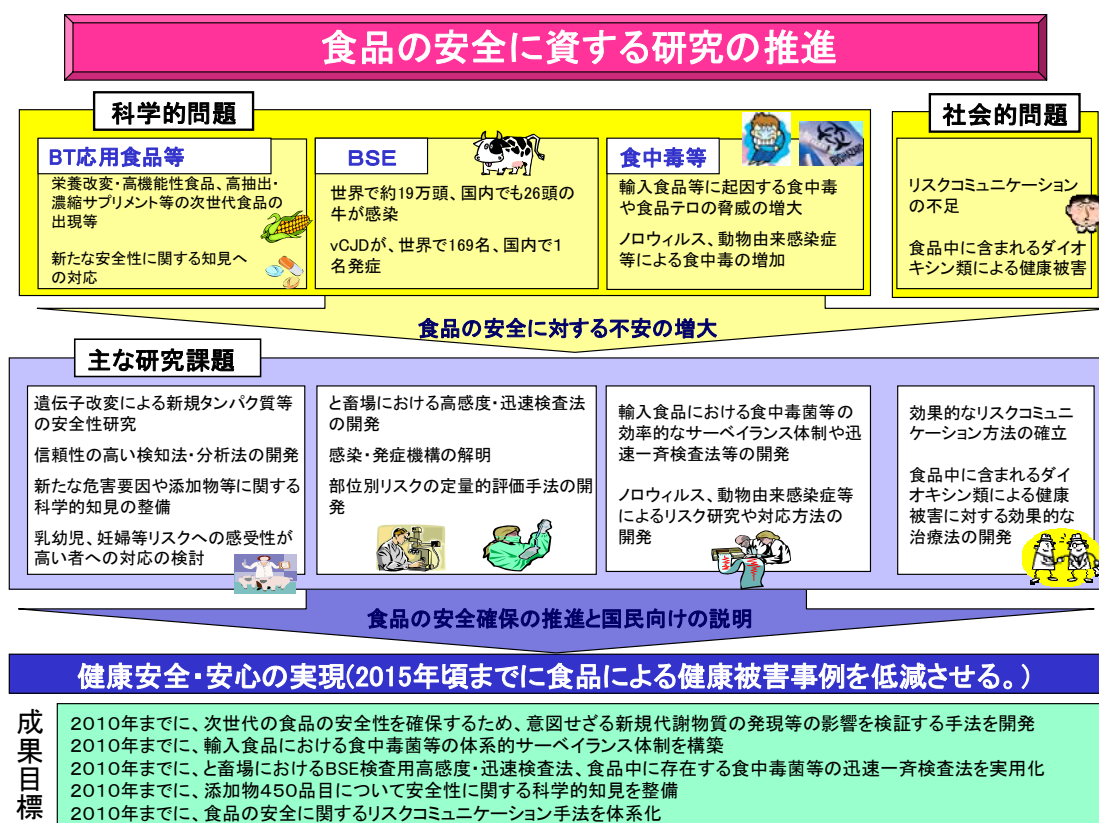 食品の安全に資する研究の推進
科学的問題
BT応用食品等
栄養改変・高機能性食品、高抽出・
濃縮サプリメント等の次世代食品の
出現等
新たな安全性に関する知見へ
の対応
BSE
世界で約19万頭、国内でも26頭の
牛が感染
vCJDが、世界で169名、国内で1
名発症
食中毒等
BIOHAZARD
輸入食品等に起因する食中毒
や食品テロの脅威の増大
ノロウィルス、動物由来感染症
等による食中毒の増加
社会的問題
リスクコミュニケーション
の不足
食品中に含まれるダイオ
キシン類による健康被害
食品の安全に対する不安の増大
主な研究課題
遺伝子改変による新規タンパク質等
の安全性研究
信頼性の高い検知法・分析法の開発
新たな危害要因や添加物等に関する
科学的知見の整備
乳幼児、妊婦等リスクへの感受性が
高い者への対応の検討
と畜場における高感度・迅速検査法
の開発
感染・発症機構の解明
部位別リスクの定量的評価手法の開
発
輸入食品における食中毒菌等の
効率的なサーベイランス体制や迅
速一斉検査法等の開発
ノロウィルス、動物由来感染症等
によるリスク研究や対応方法の
開発
効果的なリスクコミュニ
ケーション方法の確立
食品中に含まれるダイ
オキシン類による健康
被害に対する効果的な
治療法の開発
食品の安全確保の推進と国民向けの説明
健康安全・安心の実現(2015年頃までに食品による健康被害事例を低減させる。)
成果目標
2010年までに、次世代の食品の安全性を確保するため、意図せざる新規代謝物質の発現等の影響を検証する手法を開発
2010年までに、輸入食品における食中毒菌等の体系的サーベイランス体制を構築
2010年までに、と畜場におけるBSE検査用高感度・迅速検査法、食品中に存在する食中毒菌等の迅速一斉検査法を実用化
2010年までに、添加物450品目について安全性に関する科学的知見を整備
2010年までに、食品の安全に関するリスクコミュニケーション手法を体系化